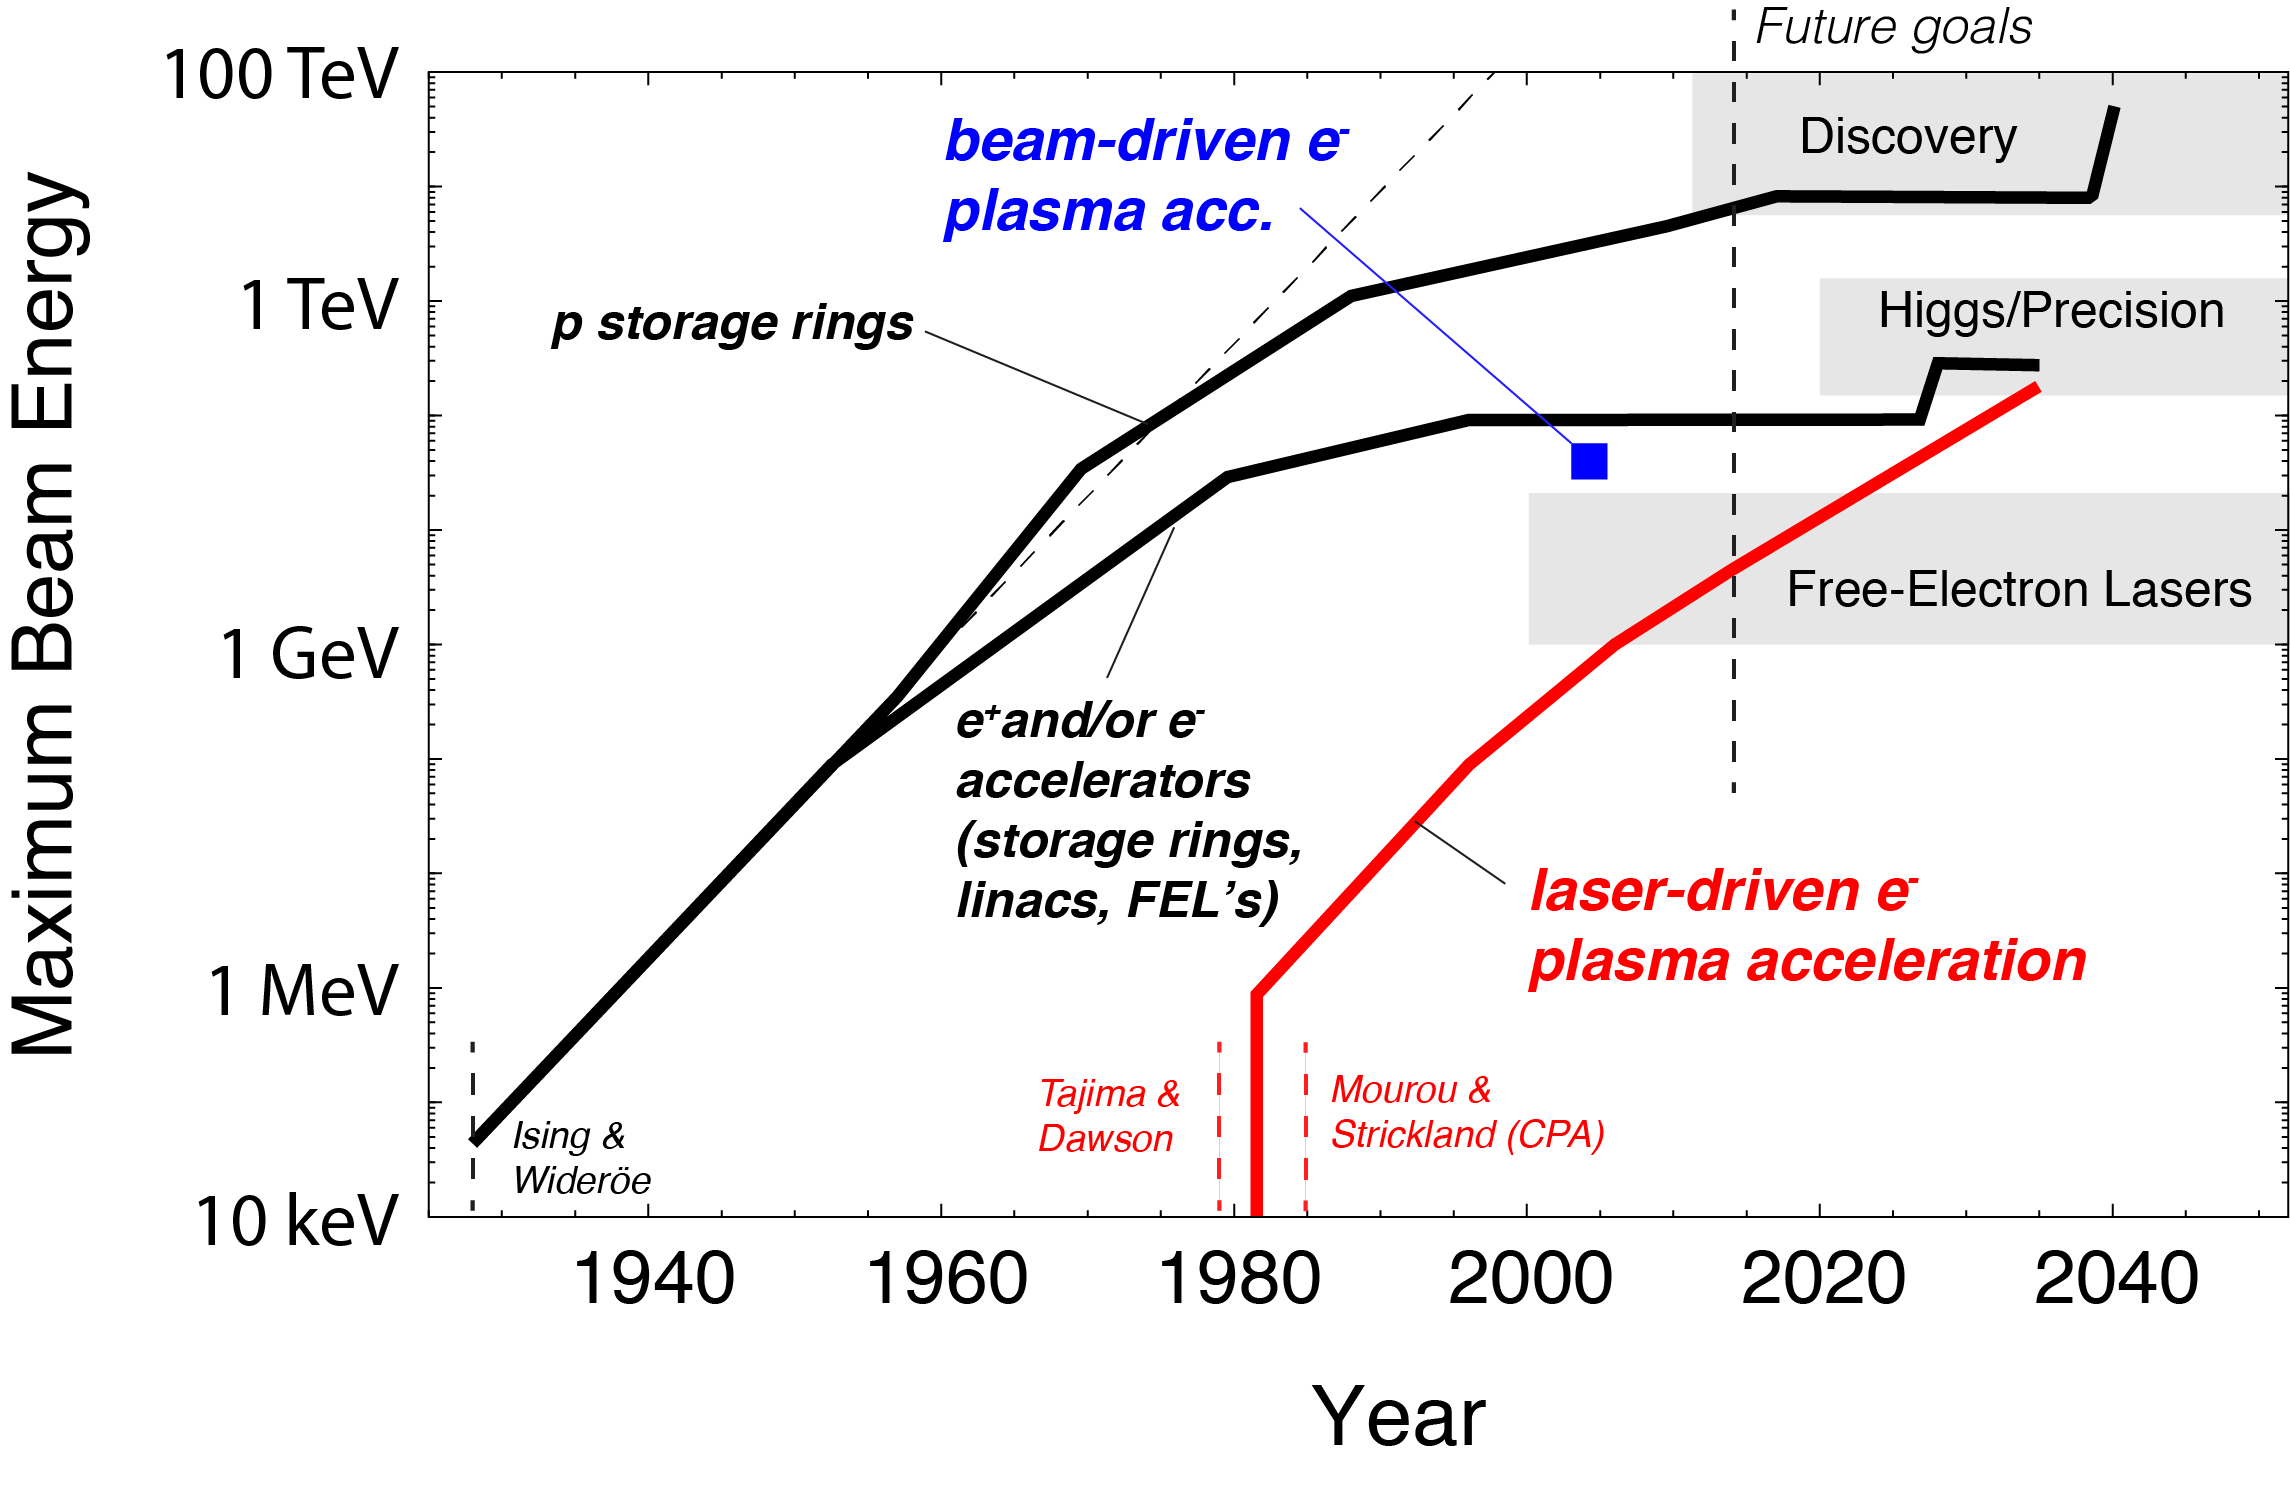 Future goals
100 TeV
Discovery
beam-driven e-
plasma acc.
1 TeV
p storage rings
Higgs/Precision
Free-Electron Lasers
1 GeV
e+and/or e-
accelerators
(storage rings,
linacs, FEL's)
laser-driven e-
plasma acceleration
1 MeV
Tajima &
Dawson
Mourou &
Strickland (CPA)
Ising &
Wideröe
10 keV
Maximum Beam Energy
1940 1960 1980 2000 2020 2040
Year